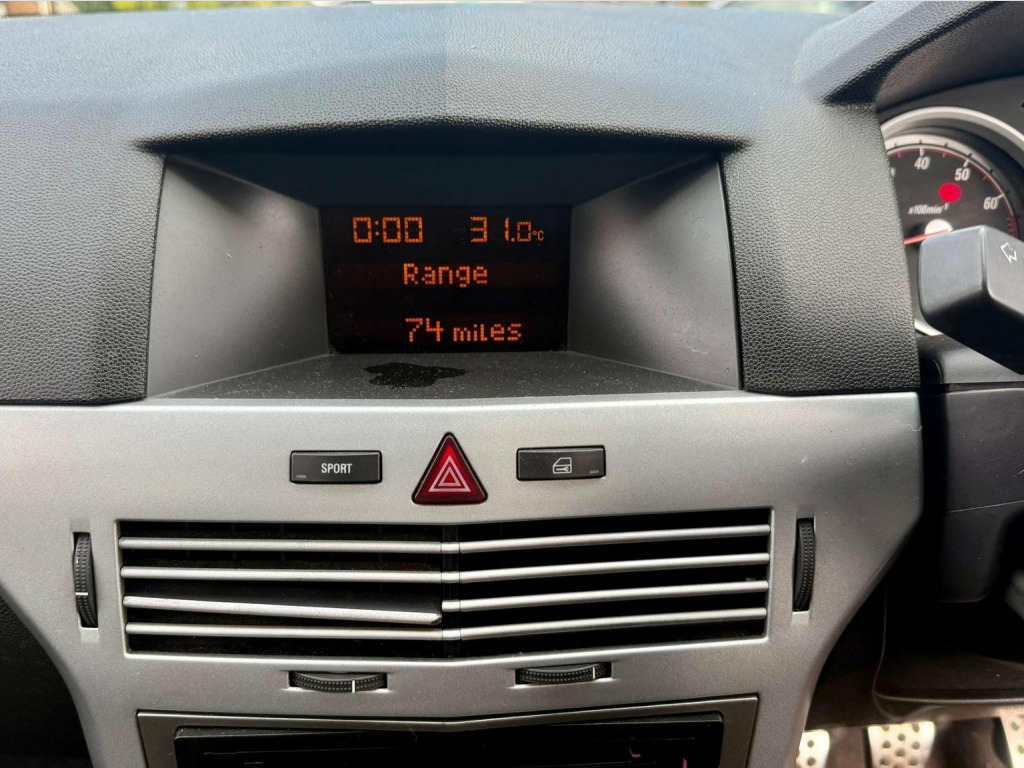 0:00 31.0°C
Range
74 miles
SPORT
40
50
60
x100min⁻¹